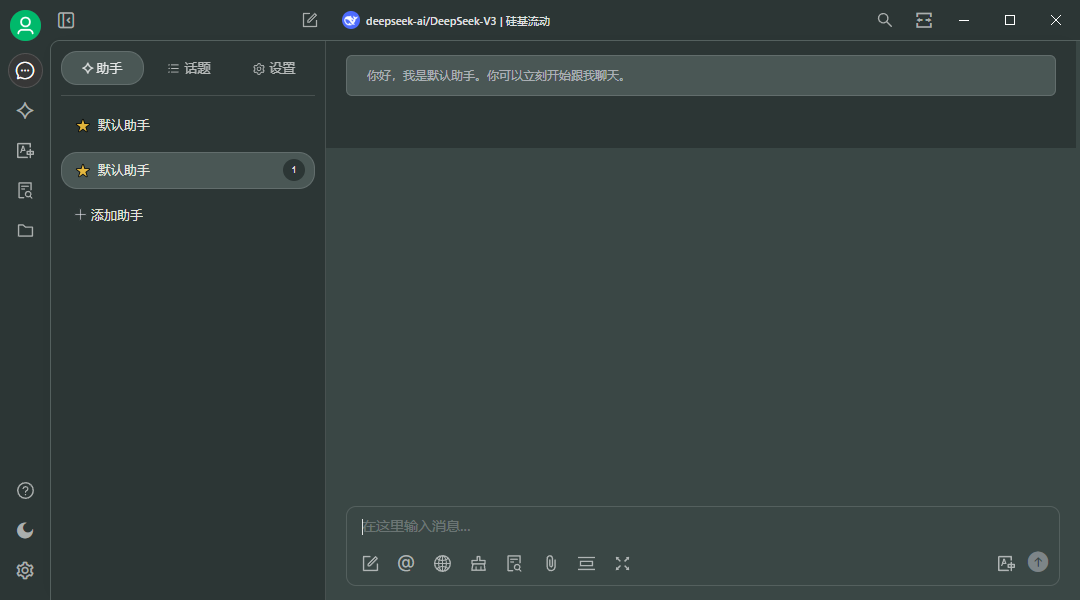 deepseek-ai/DeepSeek-V3 | 硅基流动
助手
话题
设置
默认助手
默认助手
1
添加助手
你好，我是默认助手。你可以立刻开始跟我聊天。
在这里输入消息...